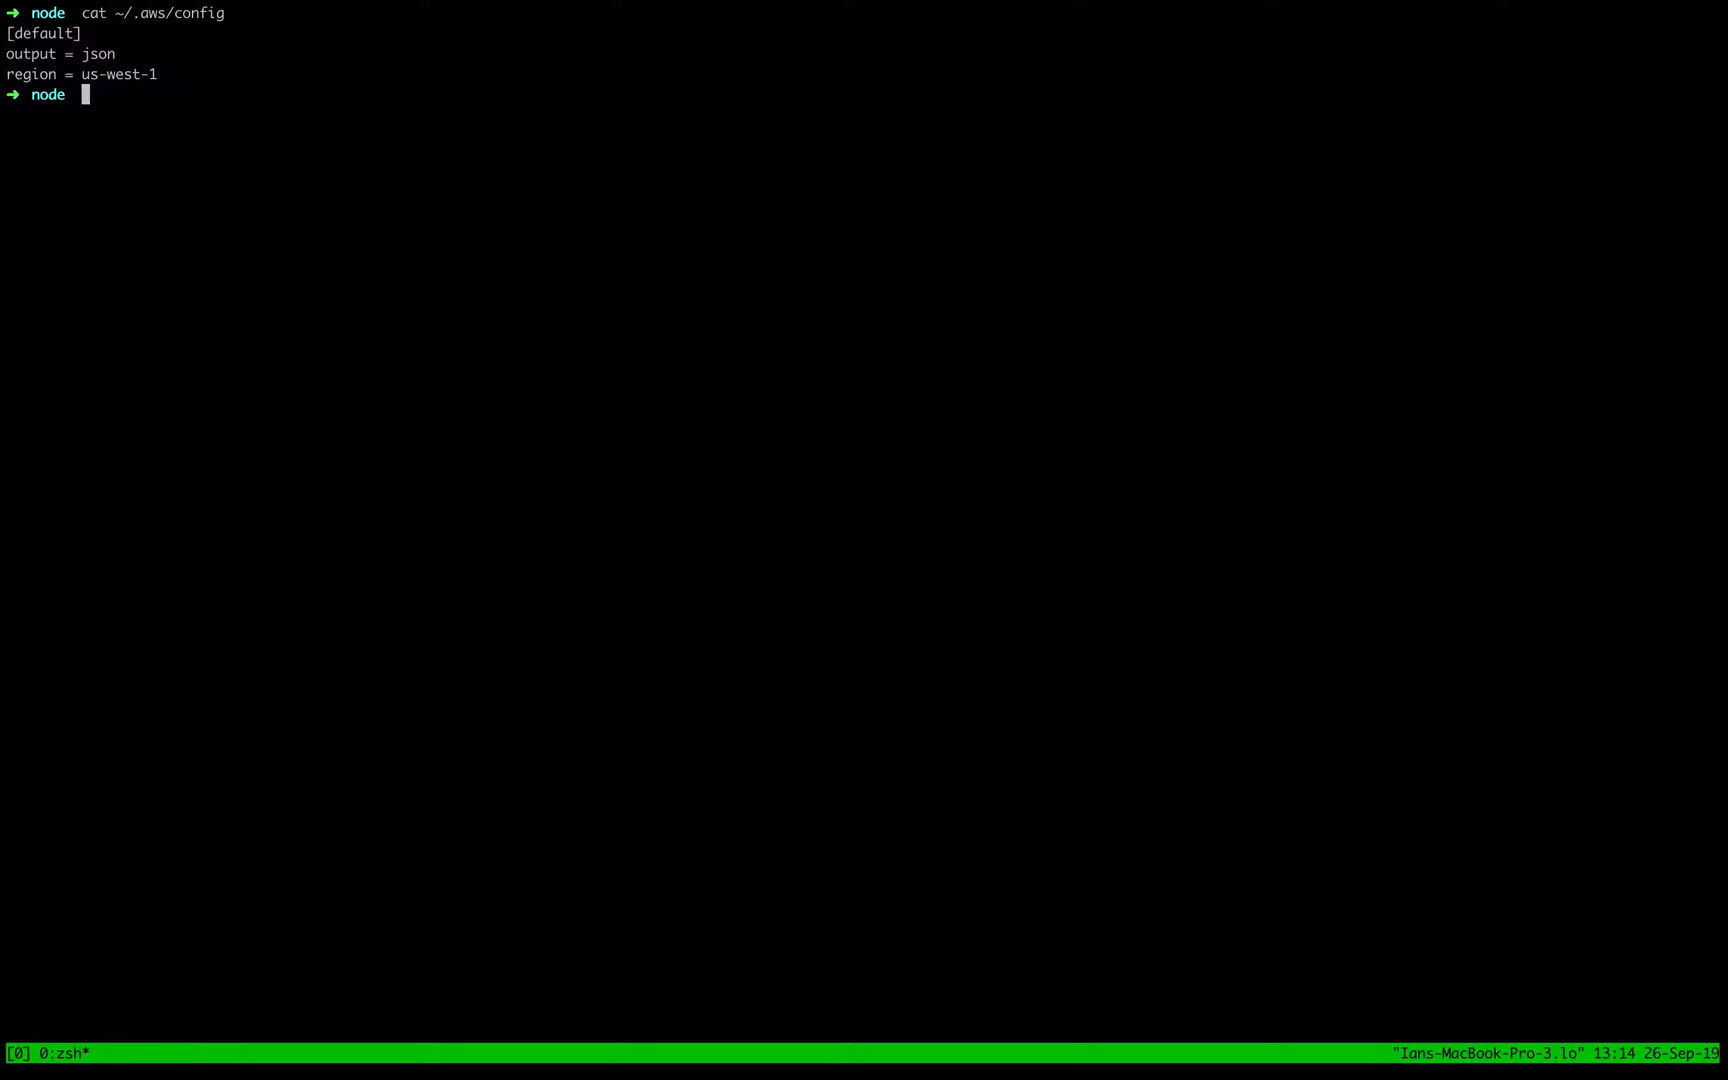 ➜ node cat ~/.aws/config
[default]
output = json
region = us-west-1
➜ node
[0] 0:zsh* "Ians-MacBook-Pro-3.lo" 13:14 26-Sep-19